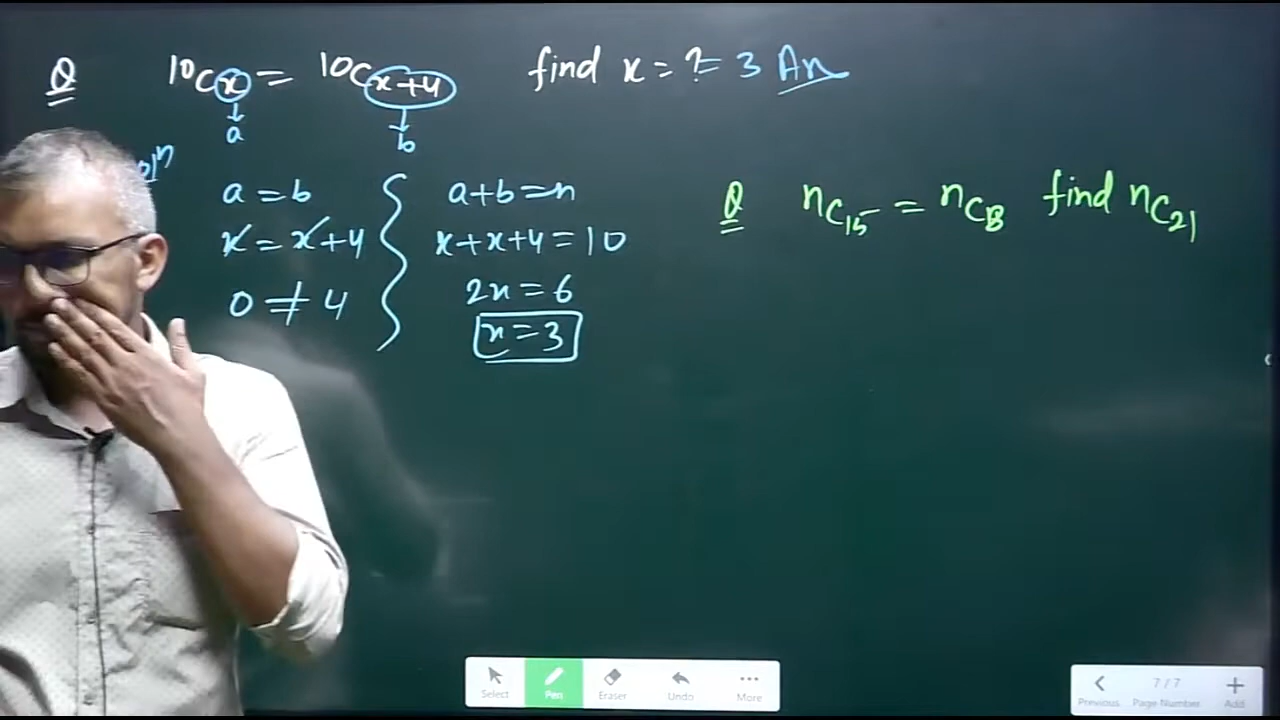 Q 10Cx = 10Cx+4 find x = ? = 3 Ans
a b
a = b
x = x+4
0 ≠ 4
a+b=n
x+x+4=10
2x=6
x=3
Q nC15 = nC8 find nC21
Select Pen Eraser Undo More
Previous 7/7 Page Number Add